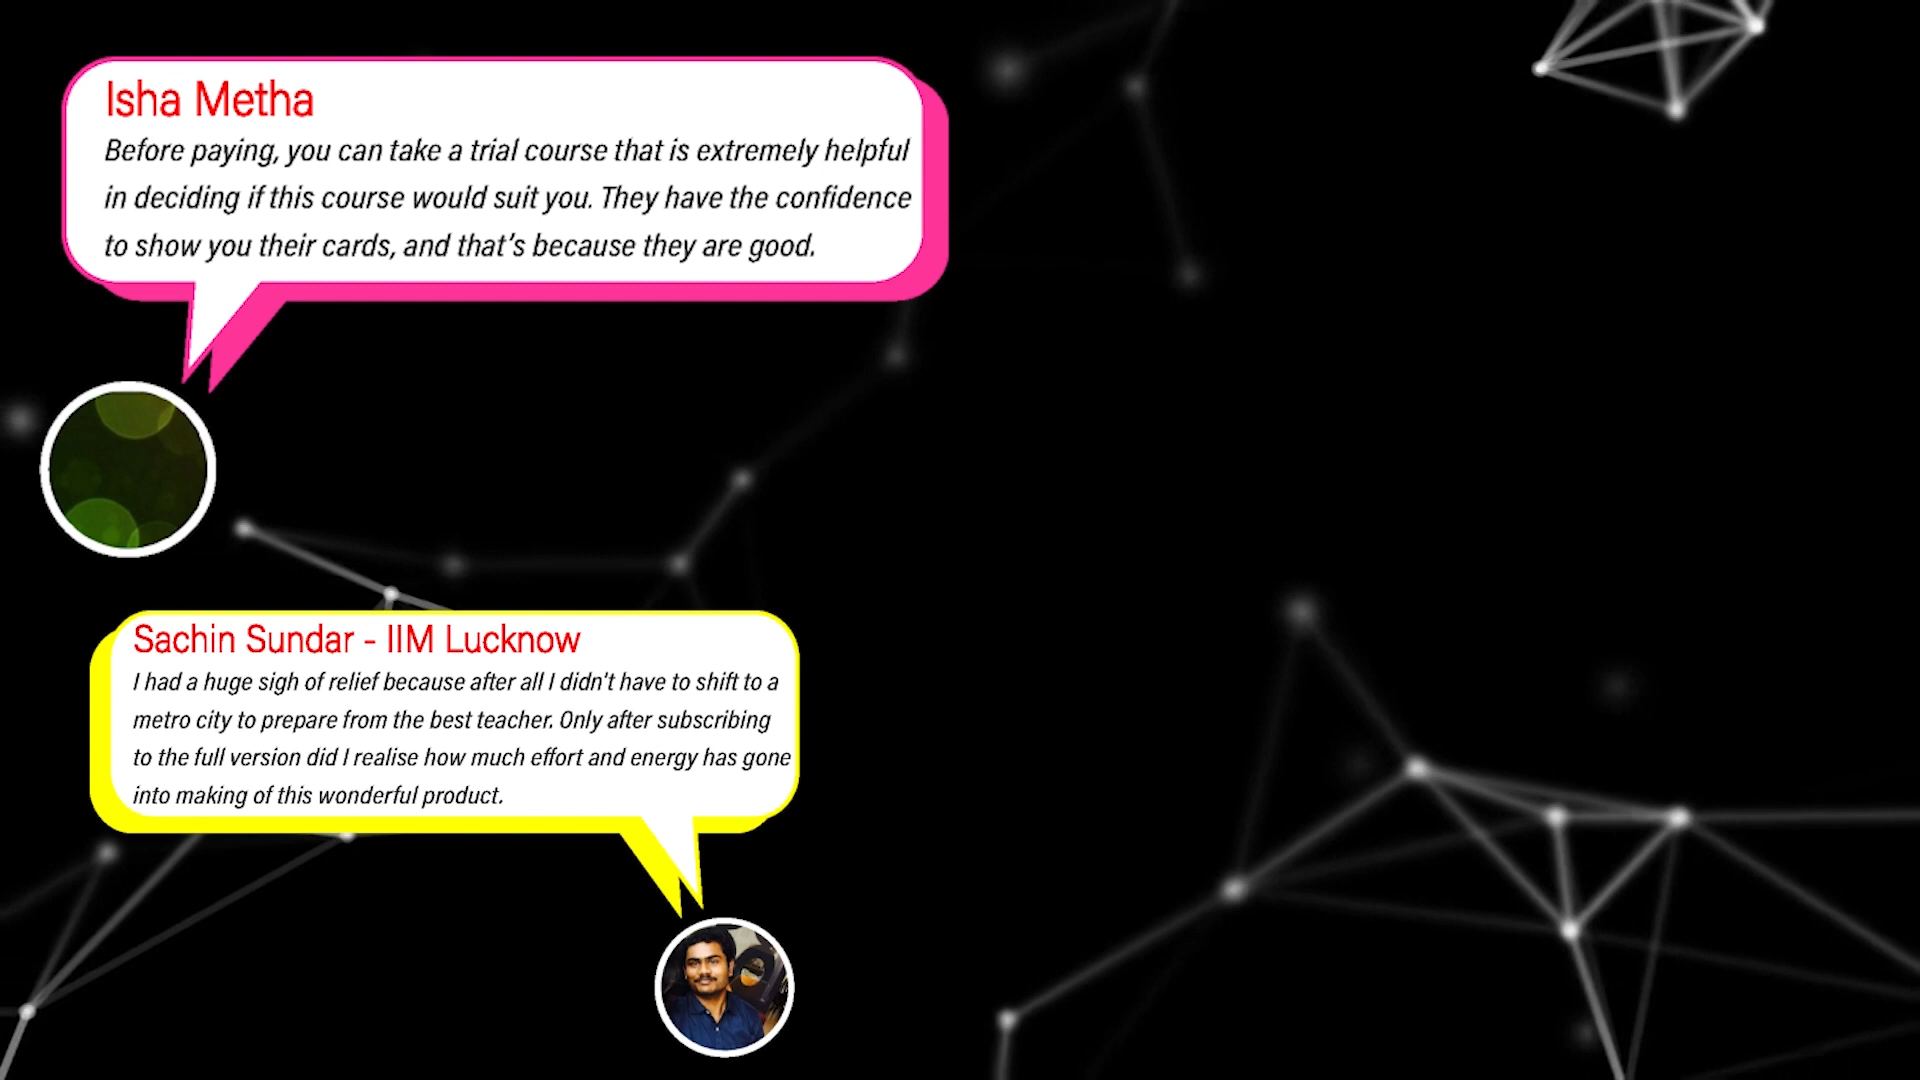 Isha Metha
Before paying, you can take a trial course that is extremely helpful
in deciding if this course would suit you. They have the confidence
to show you their cards, and that's because they are good.
Sachin Sundar - IIM Lucknow
I had a huge sigh of relief because after all I didn't have to shift to a
metro city to prepare from the best teacher. Only after subscribing
to the full version did I realise how much effort and energy has gone
into making of this wonderful product.